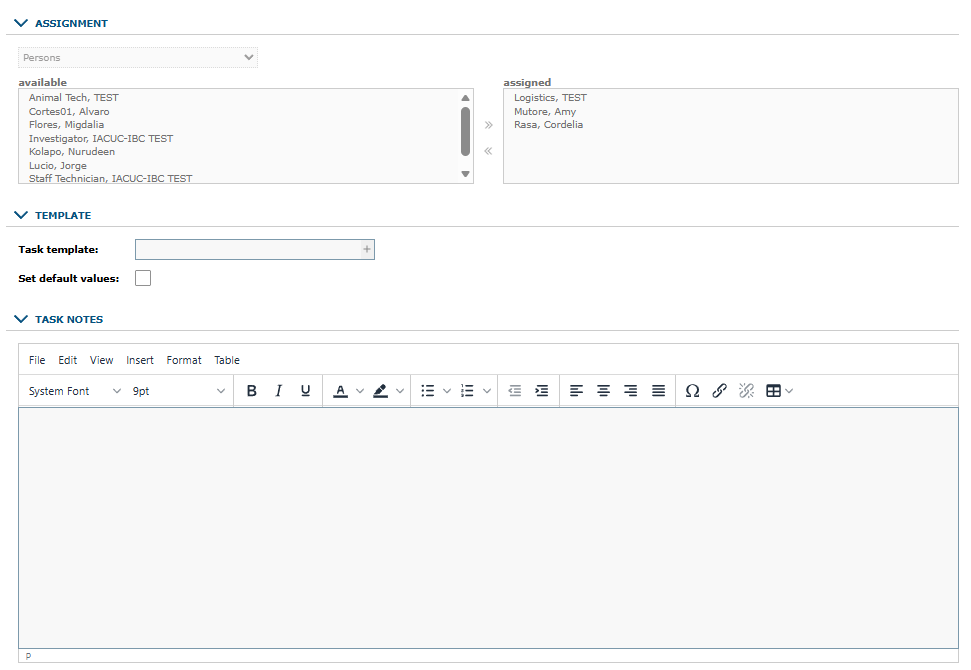 ASSIGNMENT
Persons
available
Animal Tech, TEST
Cortes01, Alvaro
Flores, Migdalia
Investigator, IACUC-IBC TEST
Kolapo, Nurudeen
Lucio, Jorge
Staff Technician, IACUC-IBC TEST
»
«
assigned
Logistics, TEST
Mutore, Amy
Rasa, Cordelia
TEMPLATE
Task template: +
Set default values:
TASK NOTES
File Edit View Insert Format Table
System Font 9pt B I U A Ω
P